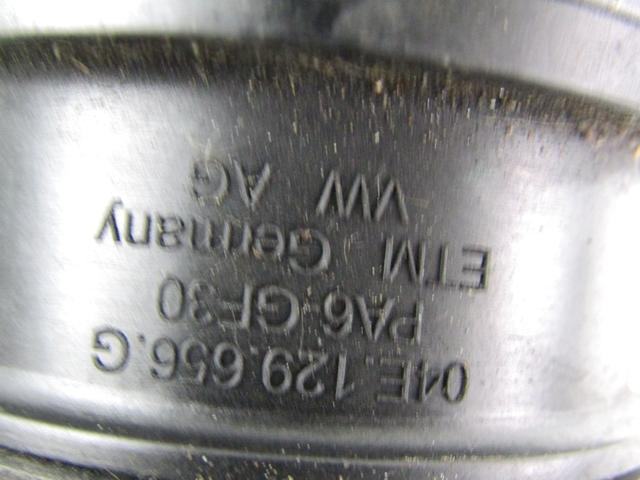 VW AG
ETM Germany
PA6-GF30
04E.129.656.G